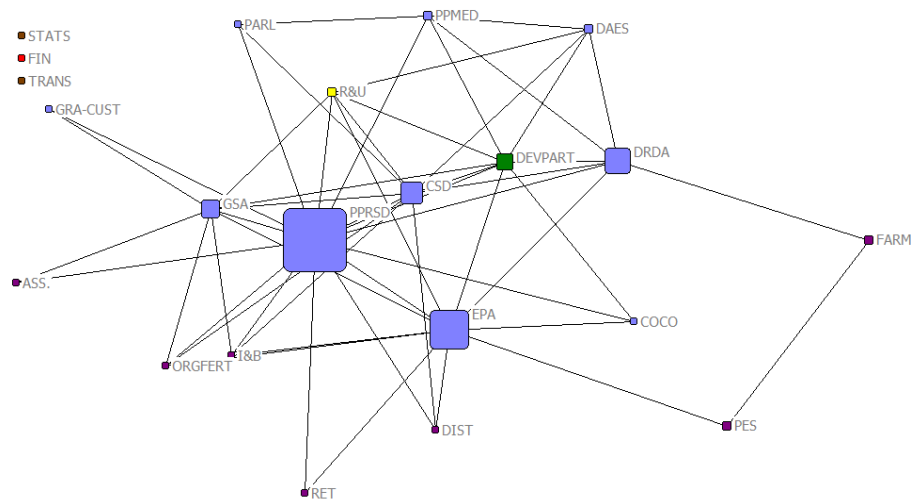 PARL
PPMED
DAES
STATS
FIN
TRANS
R&U
GRA-CUST
DEVPART
DRDA
CSD
GSA
PPRSD
FARM
ASS.
EPA
COCO
I&B
ORGFERT
DIST
PES
RET